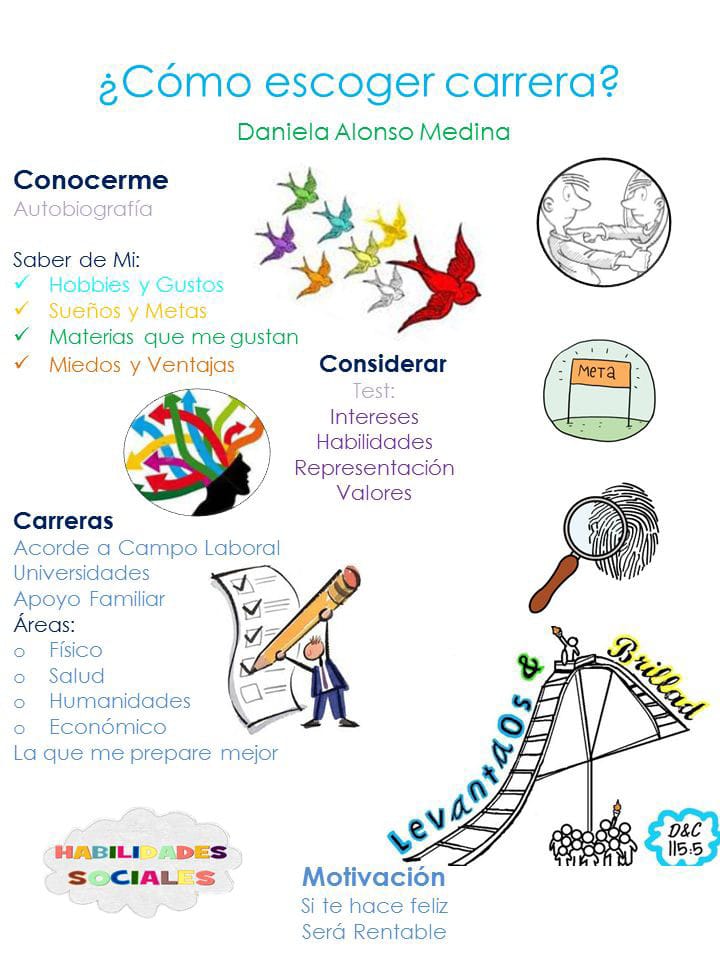 ¿Cómo escoger carrera?
Daniela Alonso Medina
Conocerme
Autobiografía
Saber de Mi:
✓ Hobbies y Gustos
✓ Sueños y Metas
✓ Materias que me gustan
✓ Miedos y Ventajas
META
Considerar
Test:
Intereses
Habilidades
Representación
Valores
Carreras
Acorde a Campo Laboral
Universidades
Apoyo Familiar
Áreas:
o Físico
o Salud
o Humanidades
o Económico
La que me prepare mejor
LevantaOs &
Brillad
D&C
115:5
HABILIDADES
SOCIALES
Motivación
Si te hace feliz
Será Rentable